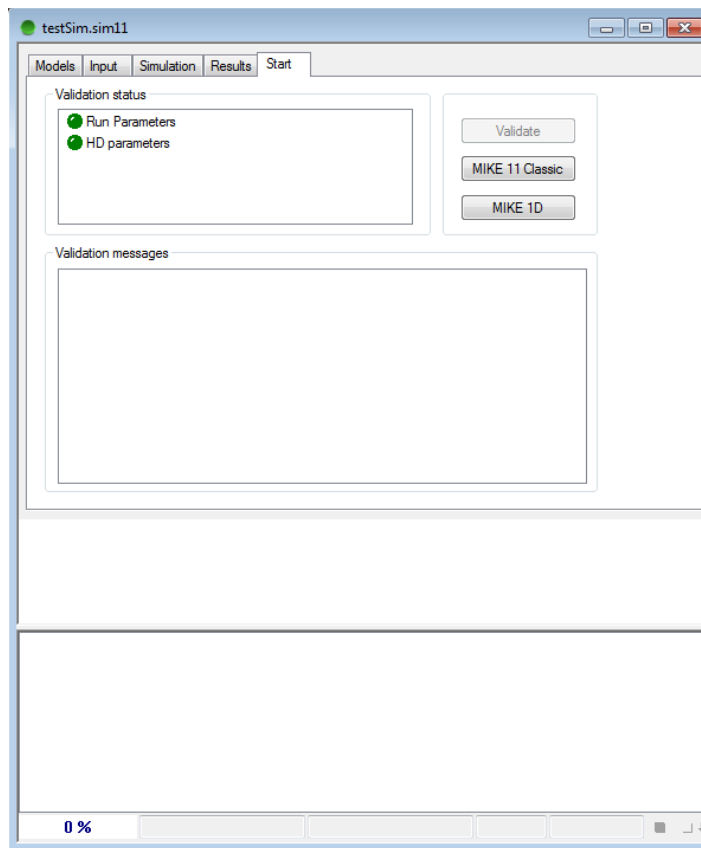 testSim.sim11
Models Input Simulation Results Start
Validation status
Run Parameters
HD parameters
Validate
MIKE 11 Classic
MIKE 1D
Validation messages
0 %